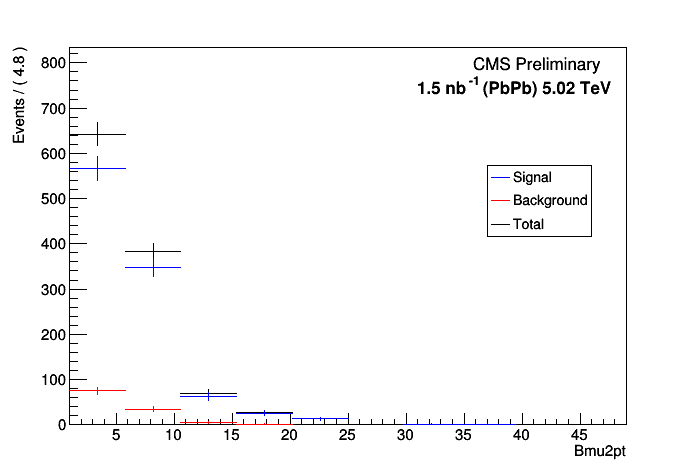 CMS Preliminary
1.5 nb-1 (PbPb) 5.02 TeV
Events / ( 4.8 )
800
700
600
500
400
300
200
100
0
Signal
Background
Total
5 10 15 20 25 30 35 40 45
Bmu2pt